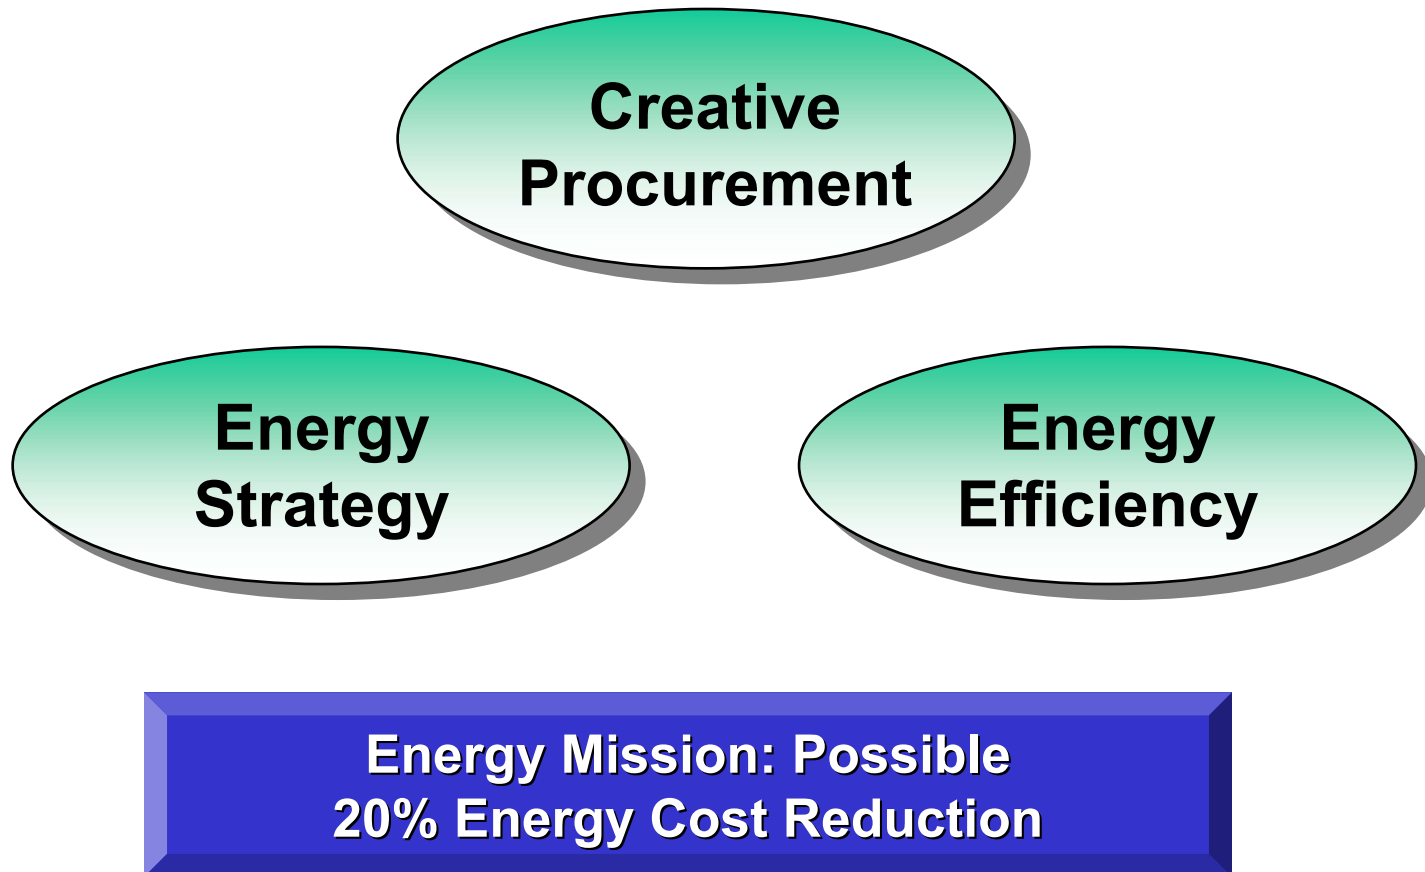 Creative
Procurement
Energy
Strategy
Energy
Efficiency
Energy Mission: Possible
20% Energy Cost Reduction